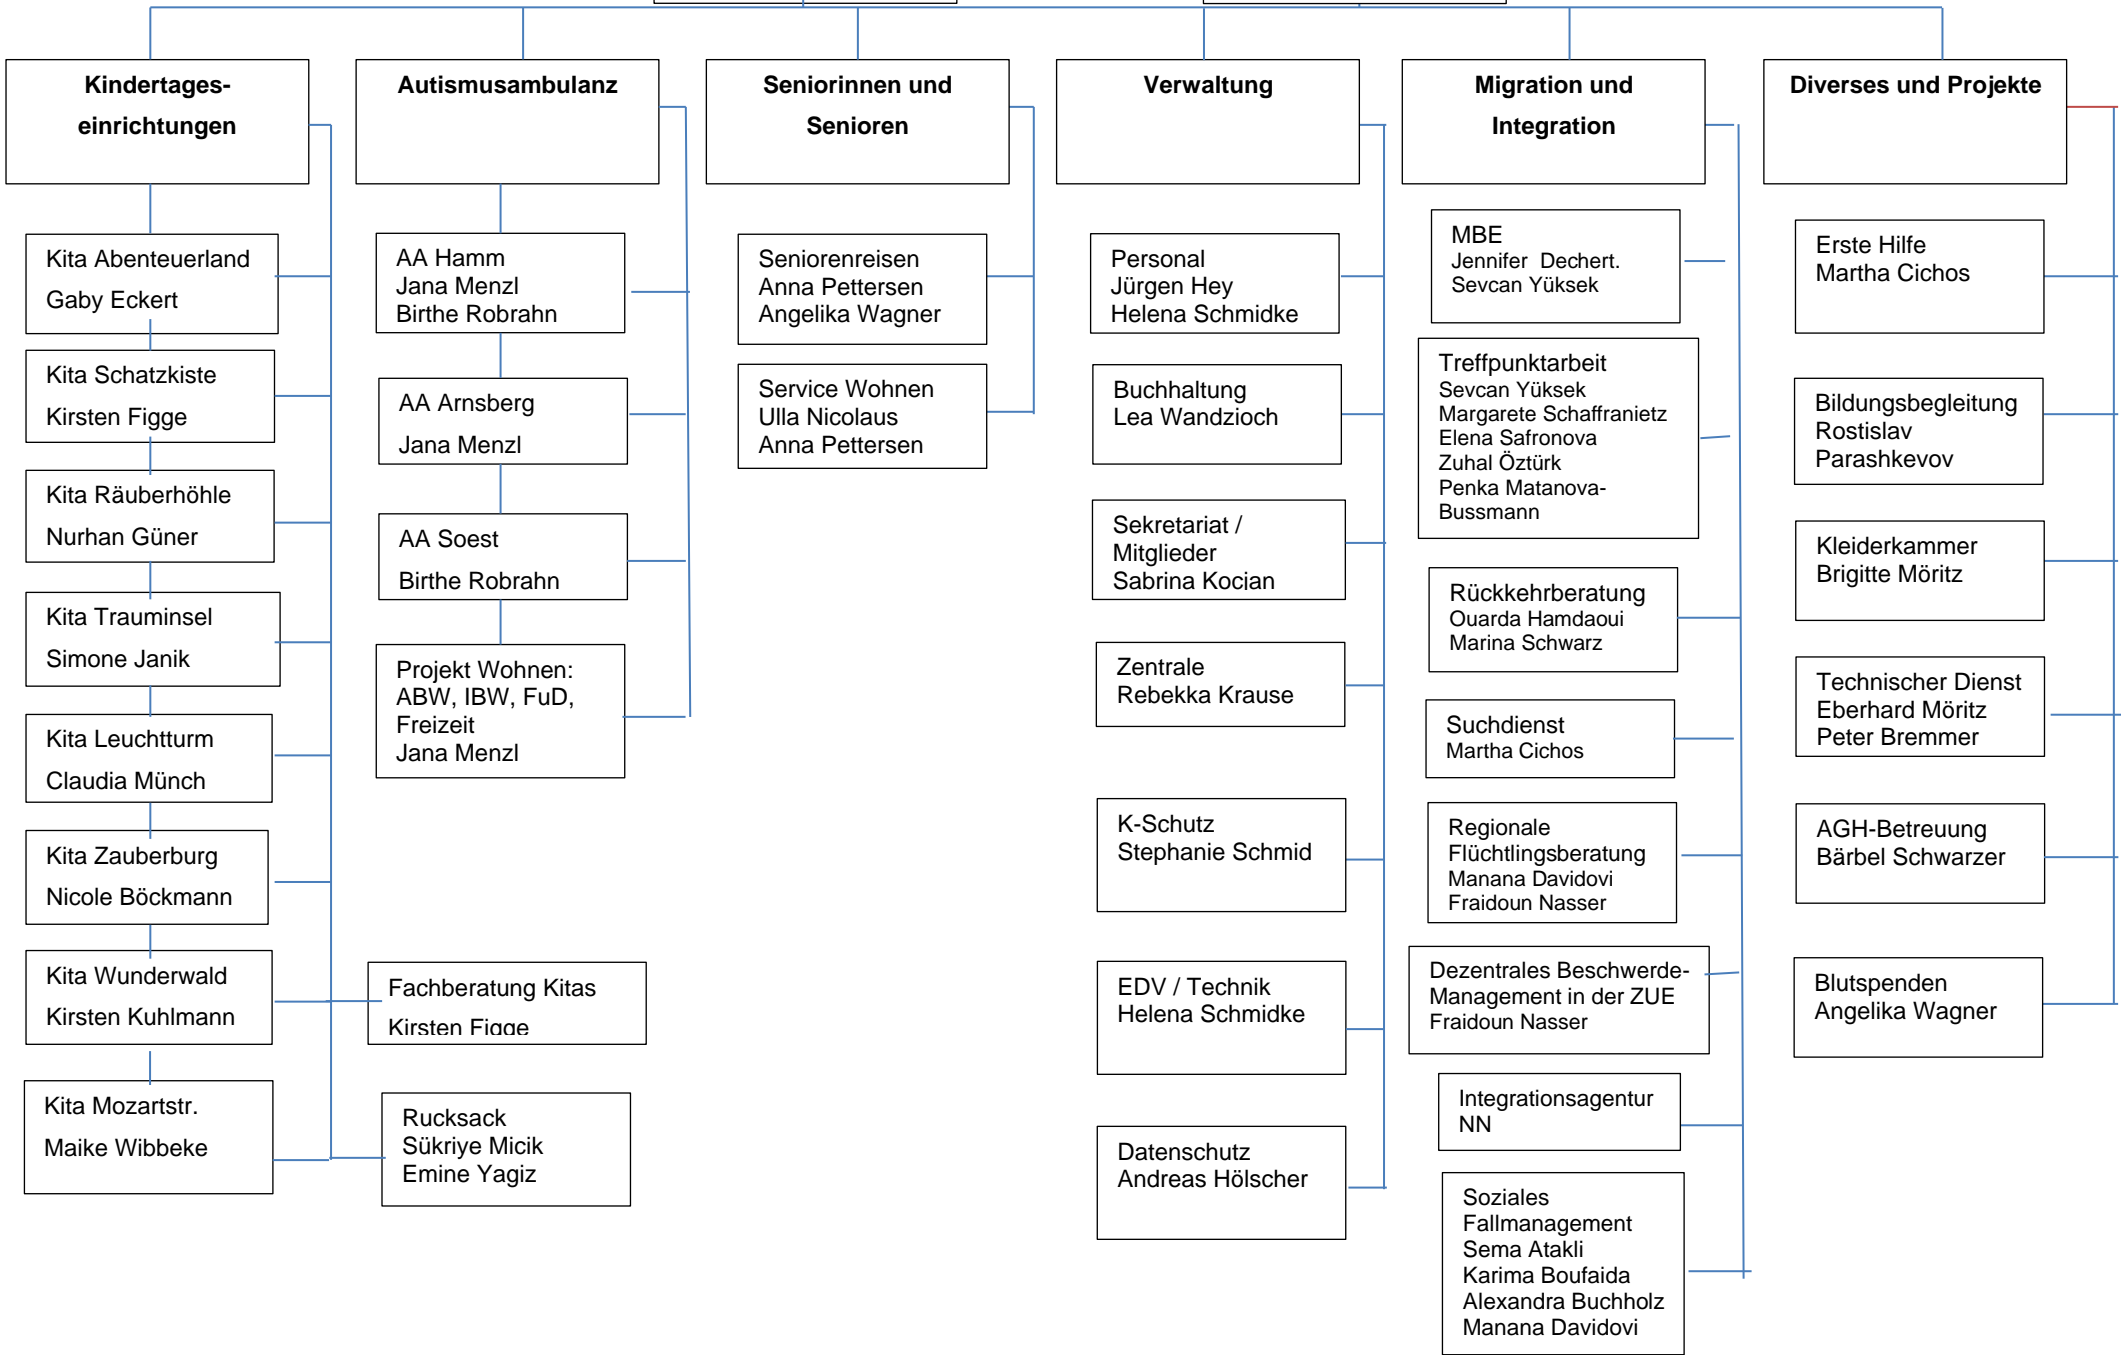 Kindertages-
einrichtungen
Kita Abenteuerland
Gaby Eckert
Kita Schatzkiste
Kirsten Figge
Kita Räuberhöhle
Nurhan Güner
Kita Trauminsel
Simone Janik
Kita Leuchtturm
Claudia Münch
Kita Zauberburg
Nicole Böckmann
Kita Wunderwald
Kirsten Kuhlmann
Kita Mozartstr.
Maike Wibbeke
Fachberatung Kitas
Kirsten Figge
Rucksack
Sükriye Micik
Emine Yagiz
Autismusambulanz
AA Hamm
Jana Menzl
Birthe Robrahn
AA Arnsberg
Jana Menzl
AA Soest
Birthe Robrahn
Projekt Wohnen:
ABW, IBW, FuD,
Freizeit
Jana Menzl
Seniorinnen und
Senioren
Seniorenreisen
Anna Pettersen
Angelika Wagner
Service Wohnen
Ulla Nicolaus
Anna Pettersen
Verwaltung
Personal
Jürgen Hey
Helena Schmidke
Buchhaltung
Lea Wandzioch
Sekretariat /
Mitglieder
Sabrina Kocian
Zentrale
Rebekka Krause
K-Schutz
Stephanie Schmid
EDV / Technik
Helena Schmidke
Datenschutz
Andreas Hölscher
Migration und
Integration
MBE
Jennifer Dechert.
Sevcan Yüksek
Treffpunktarbeit
Sevcan Yüksek
Margarete Schaffranietz
Elena Safronova
Zuhal Öztürk
Penka Matanova-
Bussmann
Rückkehrberatung
Ouarda Hamdaoui
Marina Schwarz
Suchdienst
Martha Cichos
Regionale
Flüchtlingsberatung
Manana Davidovi
Fraidoun Nasser
Dezentrales Beschwerde-
Management in der ZUE
Fraidoun Nasser
Integrationsagentur
NN
Soziales
Fallmanagement
Sema Atakli
Karima Boufaida
Alexandra Buchholz
Manana Davidovi
Diverses und Projekte
Erste Hilfe
Martha Cichos
Bildungsbegleitung
Rostislav
Parashkevov
Kleiderkammer
Brigitte Möritz
Technischer Dienst
Eberhard Möritz
Peter Bremmer
AGH-Betreuung
Bärbel Schwarzer
Blutspenden
Angelika Wagner